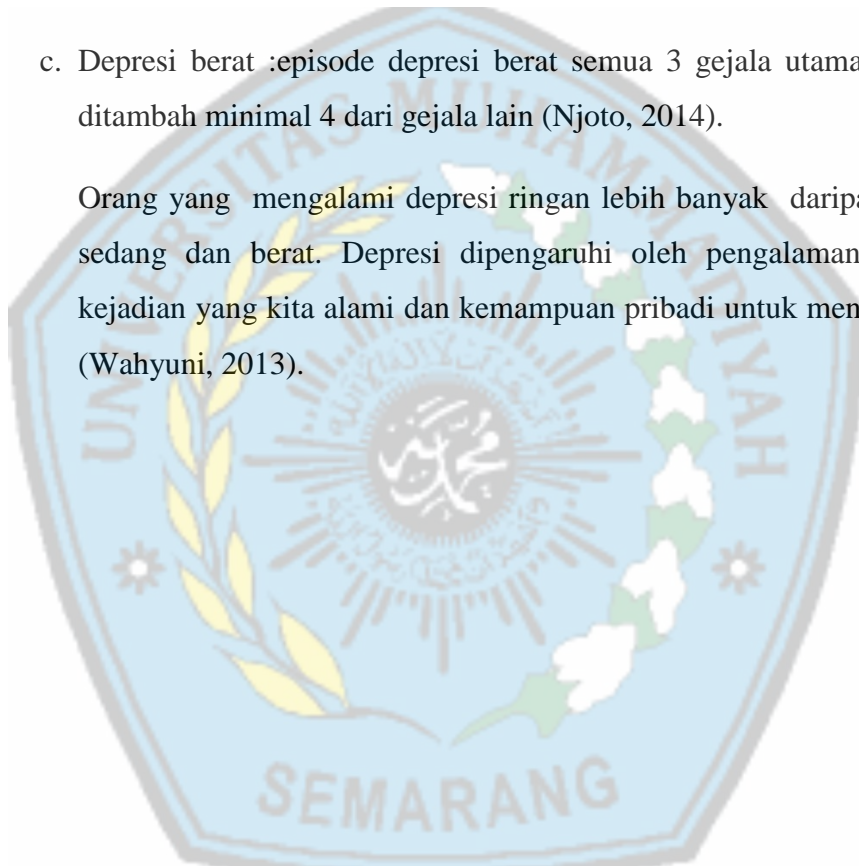 c. Depresi berat :episode depresi berat semua 3 gejala utama
ditambah minimal 4 dari gejala lain (Njoto, 2014).
Orang yang mengalami depresi ringan lebih banyak
sedang dan berat. Depresi dipengaruhi oleh pengalaman
kejadian yang kita alami dan kemampuan pribadi untuk
(Wahyuni, 2013).
UNIVERSITAS MUHAMMADIYAH
SEMARANG